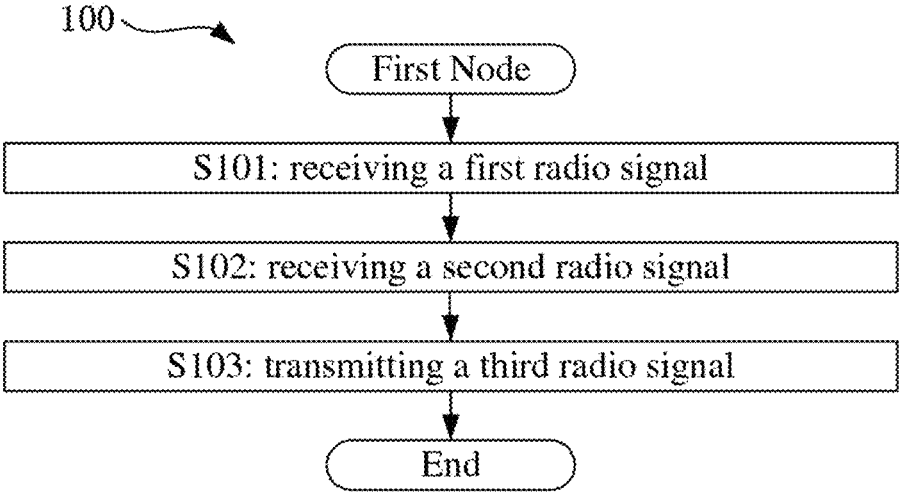 100
First Node
S101: receiving a first radio signal
S102: receiving a second radio signal
S103: transmitting a third radio signal
End